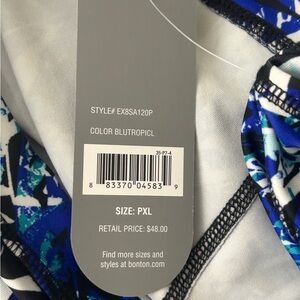 STYLE# EX8SA120P
COLOR BLUTROPICL
35-P7-4
8 83370 04583 9
SIZE: PXL
RETAIL PRICE: $48.00
Find more sizes and
styles at bonton.com